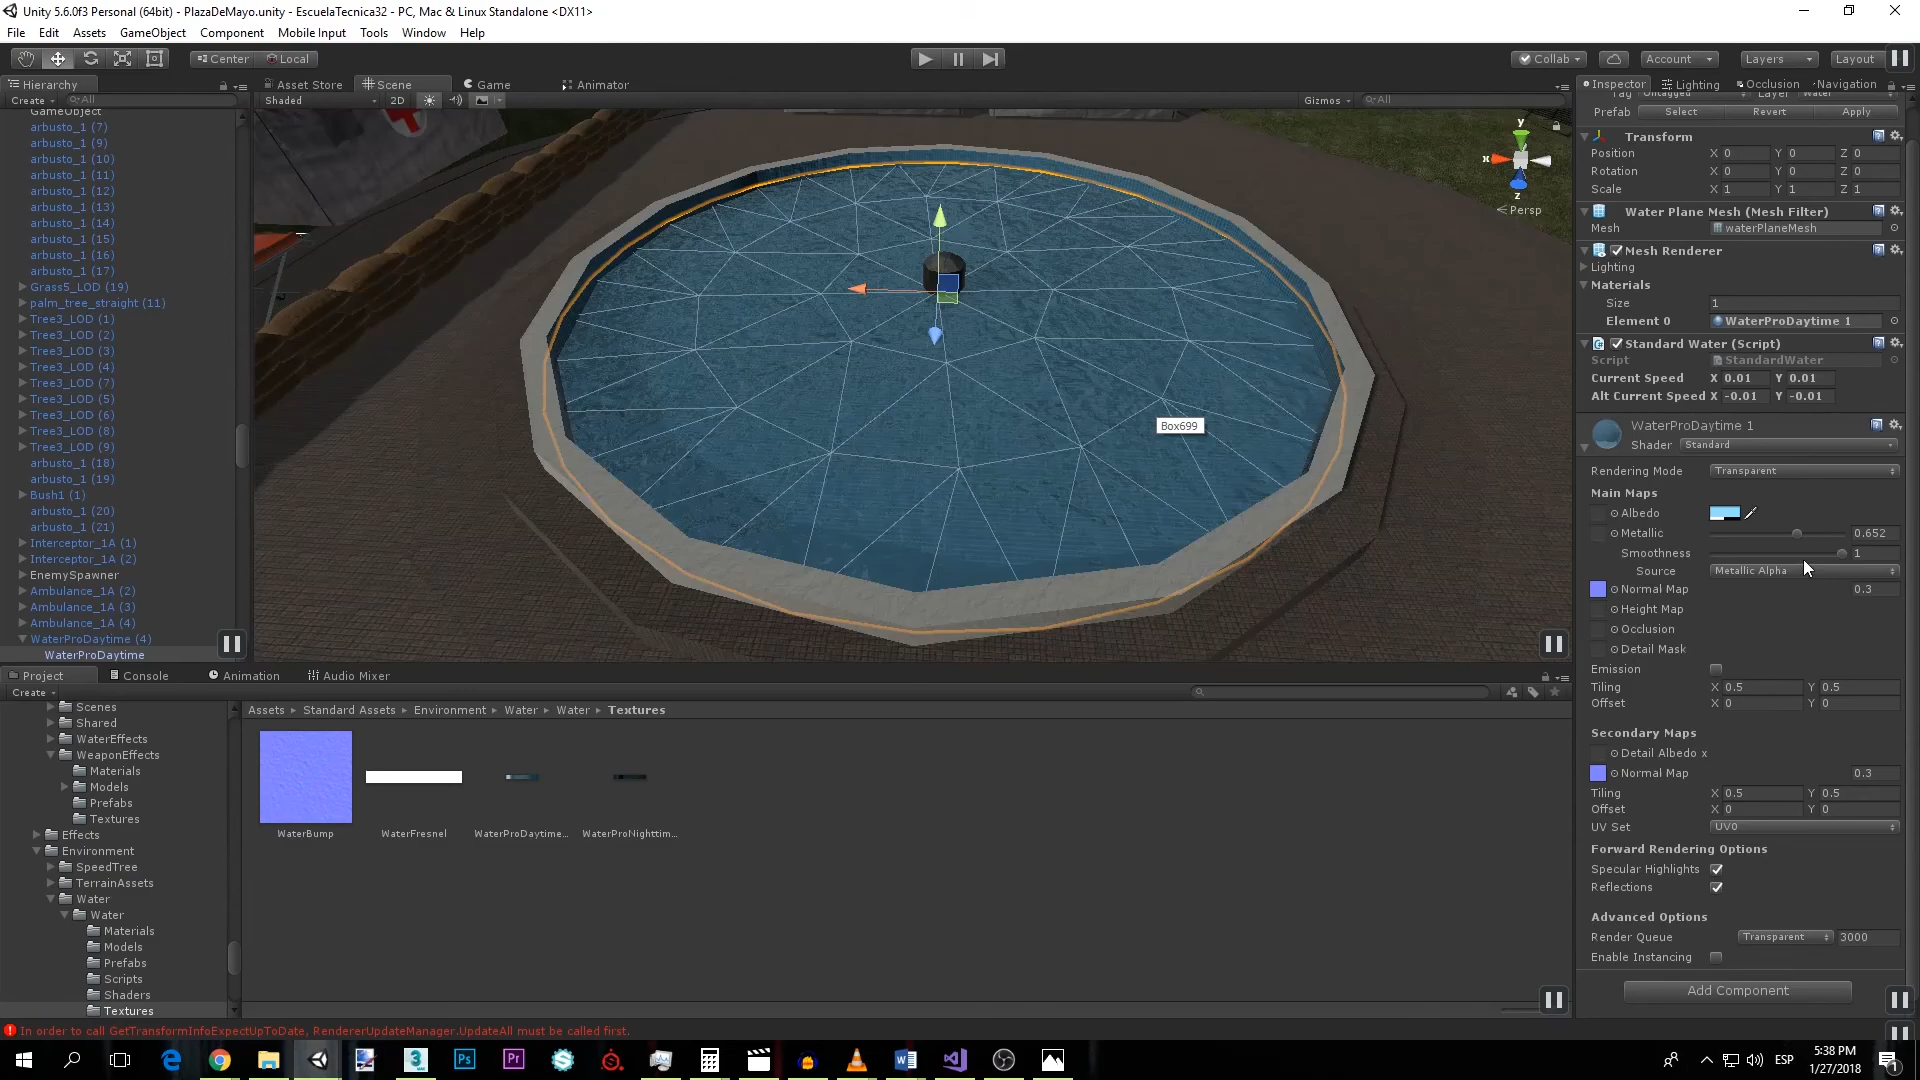 Unity 5.6.0f3 Personal (64bit) - PlazaDeMayo.unity - EscuelaTecnica32 - PC, Mac & Linux Standalone <DX11>
File Edit Assets GameObject Component Mobile Input Tools Window Help
Center Local Collab Account Layers Layout
Hierarchy
Create All
GameObject
arbusto_1 (7)
arbusto_1 (9)
arbusto_1 (10)
arbusto_1 (11)
arbusto_1 (12)
arbusto_1 (13)
arbusto_1 (14)
arbusto_1 (15)
arbusto_1 (16)
arbusto_1 (17)
Grass5_LOD (19)
palm_tree_straight (11)
Tree3_LOD (1)
Tree3_LOD (2)
Tree3_LOD (3)
Tree3_LOD (4)
Tree3_LOD (7)
Tree3_LOD (5)
Tree3_LOD (6)
Tree3_LOD (8)
Tree3_LOD (9)
arbusto_1 (18)
arbusto_1 (19)
Bush1 (1)
arbusto_1 (20)
arbusto_1 (21)
Interceptor_1A (1)
Interceptor_1A (2)
EnemySpawner
Ambulance_1A (2)
Ambulance_1A (3)
Ambulance_1A (4)
WaterProDaytime (4)
WaterProDaytime
Asset Store Scene Game Animator
Shaded 2D Gizmos All
y
x
z
Persp
Box699
Inspector Lighting Occlusion Navigation
Tag Untagged Layer Water
Prefab Select Revert Apply
Transform
Position X 0 Y 0 Z 0
Rotation X 0 Y 0 Z 0
Scale X 1 Y 1 Z 1
Water Plane Mesh (Mesh Filter)
Mesh waterPlaneMesh
Mesh Renderer
Lighting
Materials
Size 1
Element 0 WaterProDaytime 1
Standard Water (Script)
Script StandardWater
Current Speed X 0.01 Y 0.01
Alt Current Speed X -0.01 Y -0.01
WaterProDaytime 1
Shader Standard
Rendering Mode Transparent
Main Maps
Albedo
Metallic 0.652
Smoothness 1
Source Metallic Alpha
Normal Map 0.3
Height Map
Occlusion
Detail Mask
Emission
Tiling X 0.5 Y 0.5
Offset X 0 Y 0
Secondary Maps
Detail Albedo x
Normal Map 0.3
Tiling X 0.5 Y 0.5
Offset X 0 Y 0
UV Set UV0
Forward Rendering Options
Specular Highlights
Reflections
Advanced Options
Render Queue Transparent 3000
Enable Instancing
Add Component
Project Console Animation Audio Mixer
Create
Scenes
Shared
WaterEffects
WeaponEffects
Materials
Models
Prefabs
Textures
Effects
Environment
SpeedTree
TerrainAssets
Water
Water
Materials
Models
Prefabs
Scripts
Shaders
Textures
Assets Standard Assets Environment Water Water Textures
WaterBump WaterFresnel WaterProDaytime... WaterProNighttim...
In order to call GetTransformInfoExpectUpToDate, RendererUpdateManager.UpdateAll must be called first.
3 Ps Pr ESP
5:38 PM
1/27/2018
1